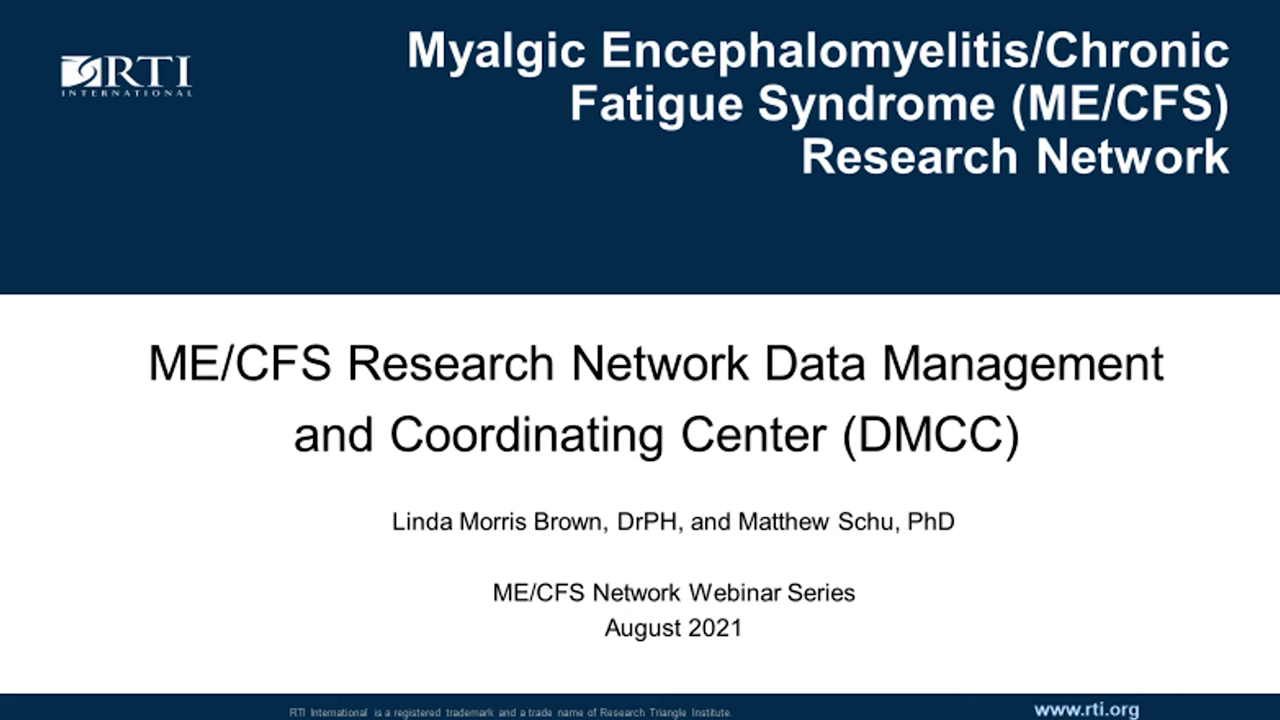 RTI
INTERNATIONAL
Myalgic Encephalomyelitis/Chronic
Fatigue Syndrome (ME/CFS)
Research Network
ME/CFS Research Network Data Management
and Coordinating Center (DMCC)
Linda Morris Brown, DrPH, and Matthew Schu, PhD
ME/CFS Network Webinar Series
August 2021
RTI International is a registered trademark and a trade name of Research Triangle Institute.
www.rti.org